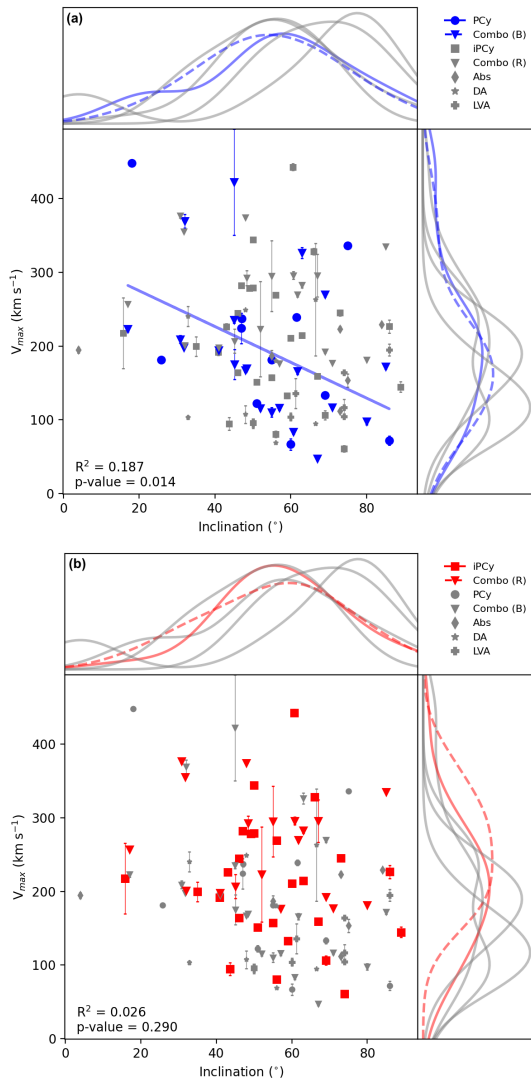 (a)
PCy
Combo (B)
iPCy
Combo (R)
Abs
DA
LVA
400
300
200
100
0
V_max (km s⁻¹)
R² = 0.187
p-value = 0.014
0 20 40 60 80
Inclination (°)
(b)
iPCy
Combo (R)
PCy
Combo (B)
Abs
DA
LVA
400
300
200
100
0
V_max (km s⁻¹)
R² = 0.026
p-value = 0.290
0 20 40 60 80
Inclination (°)